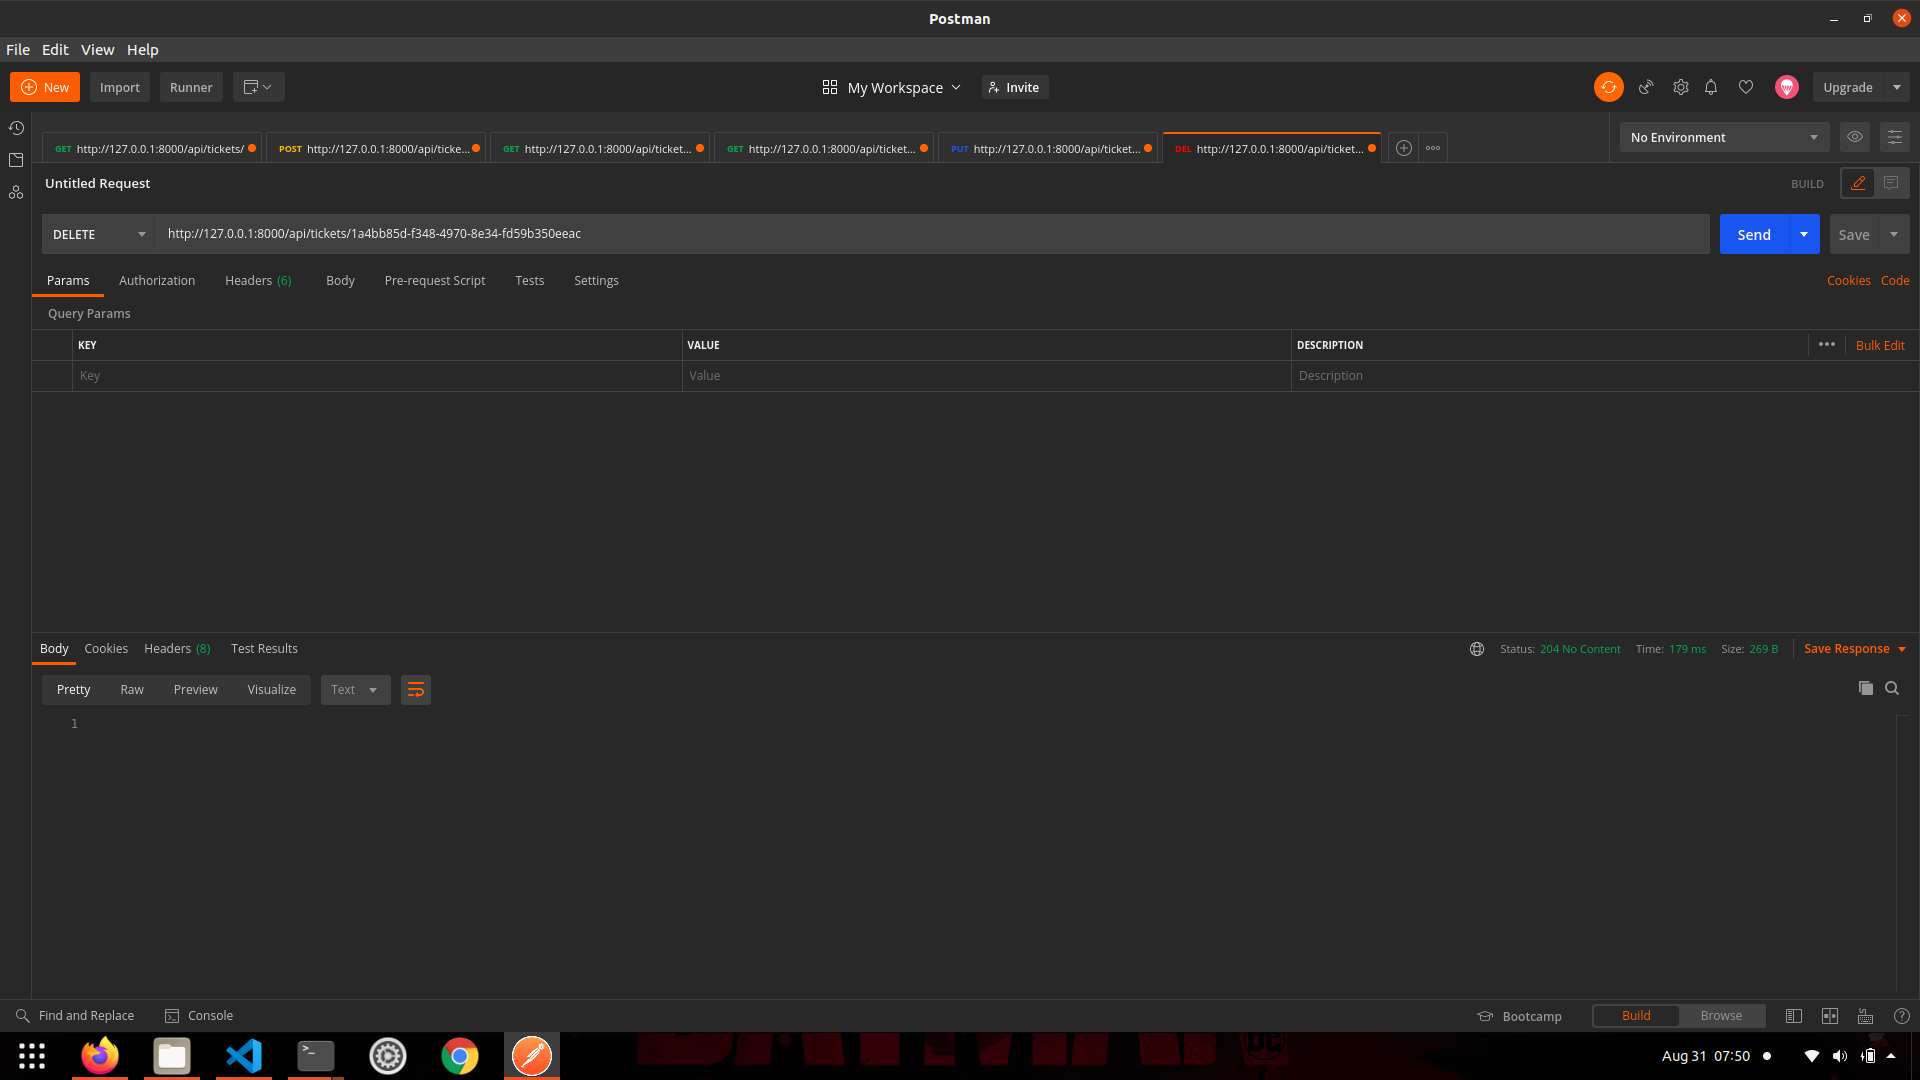 Postman
File Edit View Help
New Import Runner My Workspace Invite Upgrade
GET http://127.0.0.1:8000/api/tickets/ POST http://127.0.0.1:8000/api/ticke... GET http://127.0.0.1:8000/api/ticket... GET http://127.0.0.1:8000/api/ticket... PUT http://127.0.0.1:8000/api/ticket... DEL http://127.0.0.1:8000/api/ticket... No Environment
Untitled Request BUILD
DELETE http://127.0.0.1:8000/api/tickets/1a4bb85d-f348-4970-8e34-fd59b350eeac Send Save
Params Authorization Headers (6) Body Pre-request Script Tests Settings Cookies Code
Query Params
KEY VALUE DESCRIPTION Bulk Edit
Key Value Description
Body Cookies Headers (8) Test Results Status: 204 No Content Time: 179 ms Size: 269 B Save Response
Pretty Raw Preview Visualize Text
1
Find and Replace Console Bootcamp Build Browse
DC
Aug 31 07:50